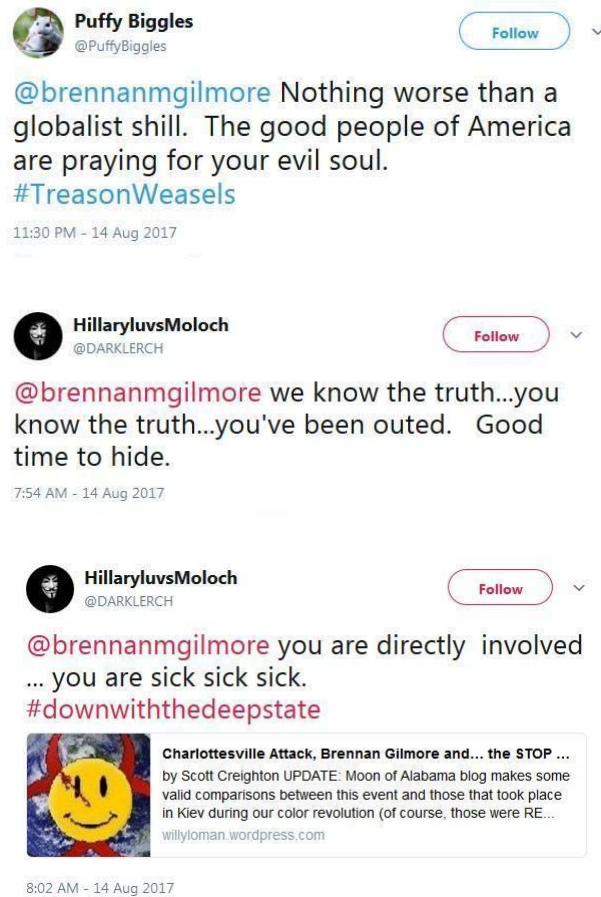 Puffy Biggles
@PuffyBiggles
Follow
@brennanmgilmore Nothing worse than a
globalist shill.  The good people of America
are praying for your evil soul.
#TreasonWeasels
11:30 PM - 14 Aug 2017
HillaryluvsMoloch
@DARKLERCH
Follow
@brennanmgilmore we know the truth...you
know the truth...you've been outed.   Good
time to hide.
7:54 AM - 14 Aug 2017
HillaryluvsMoloch
@DARKLERCH
Follow
@brennanmgilmore you are directly  involved
... you are sick sick sick.
#downwiththedeepstate
Charlottesville Attack, Brennan Gilmore and... the STOP ...
by Scott Creighton UPDATE: Moon of Alabama blog makes some
valid comparisons between this event and those that took place
in Kiev during our color revolution (of course, those were RE...
willyloman.wordpress.com
8:02 AM - 14 Aug 2017